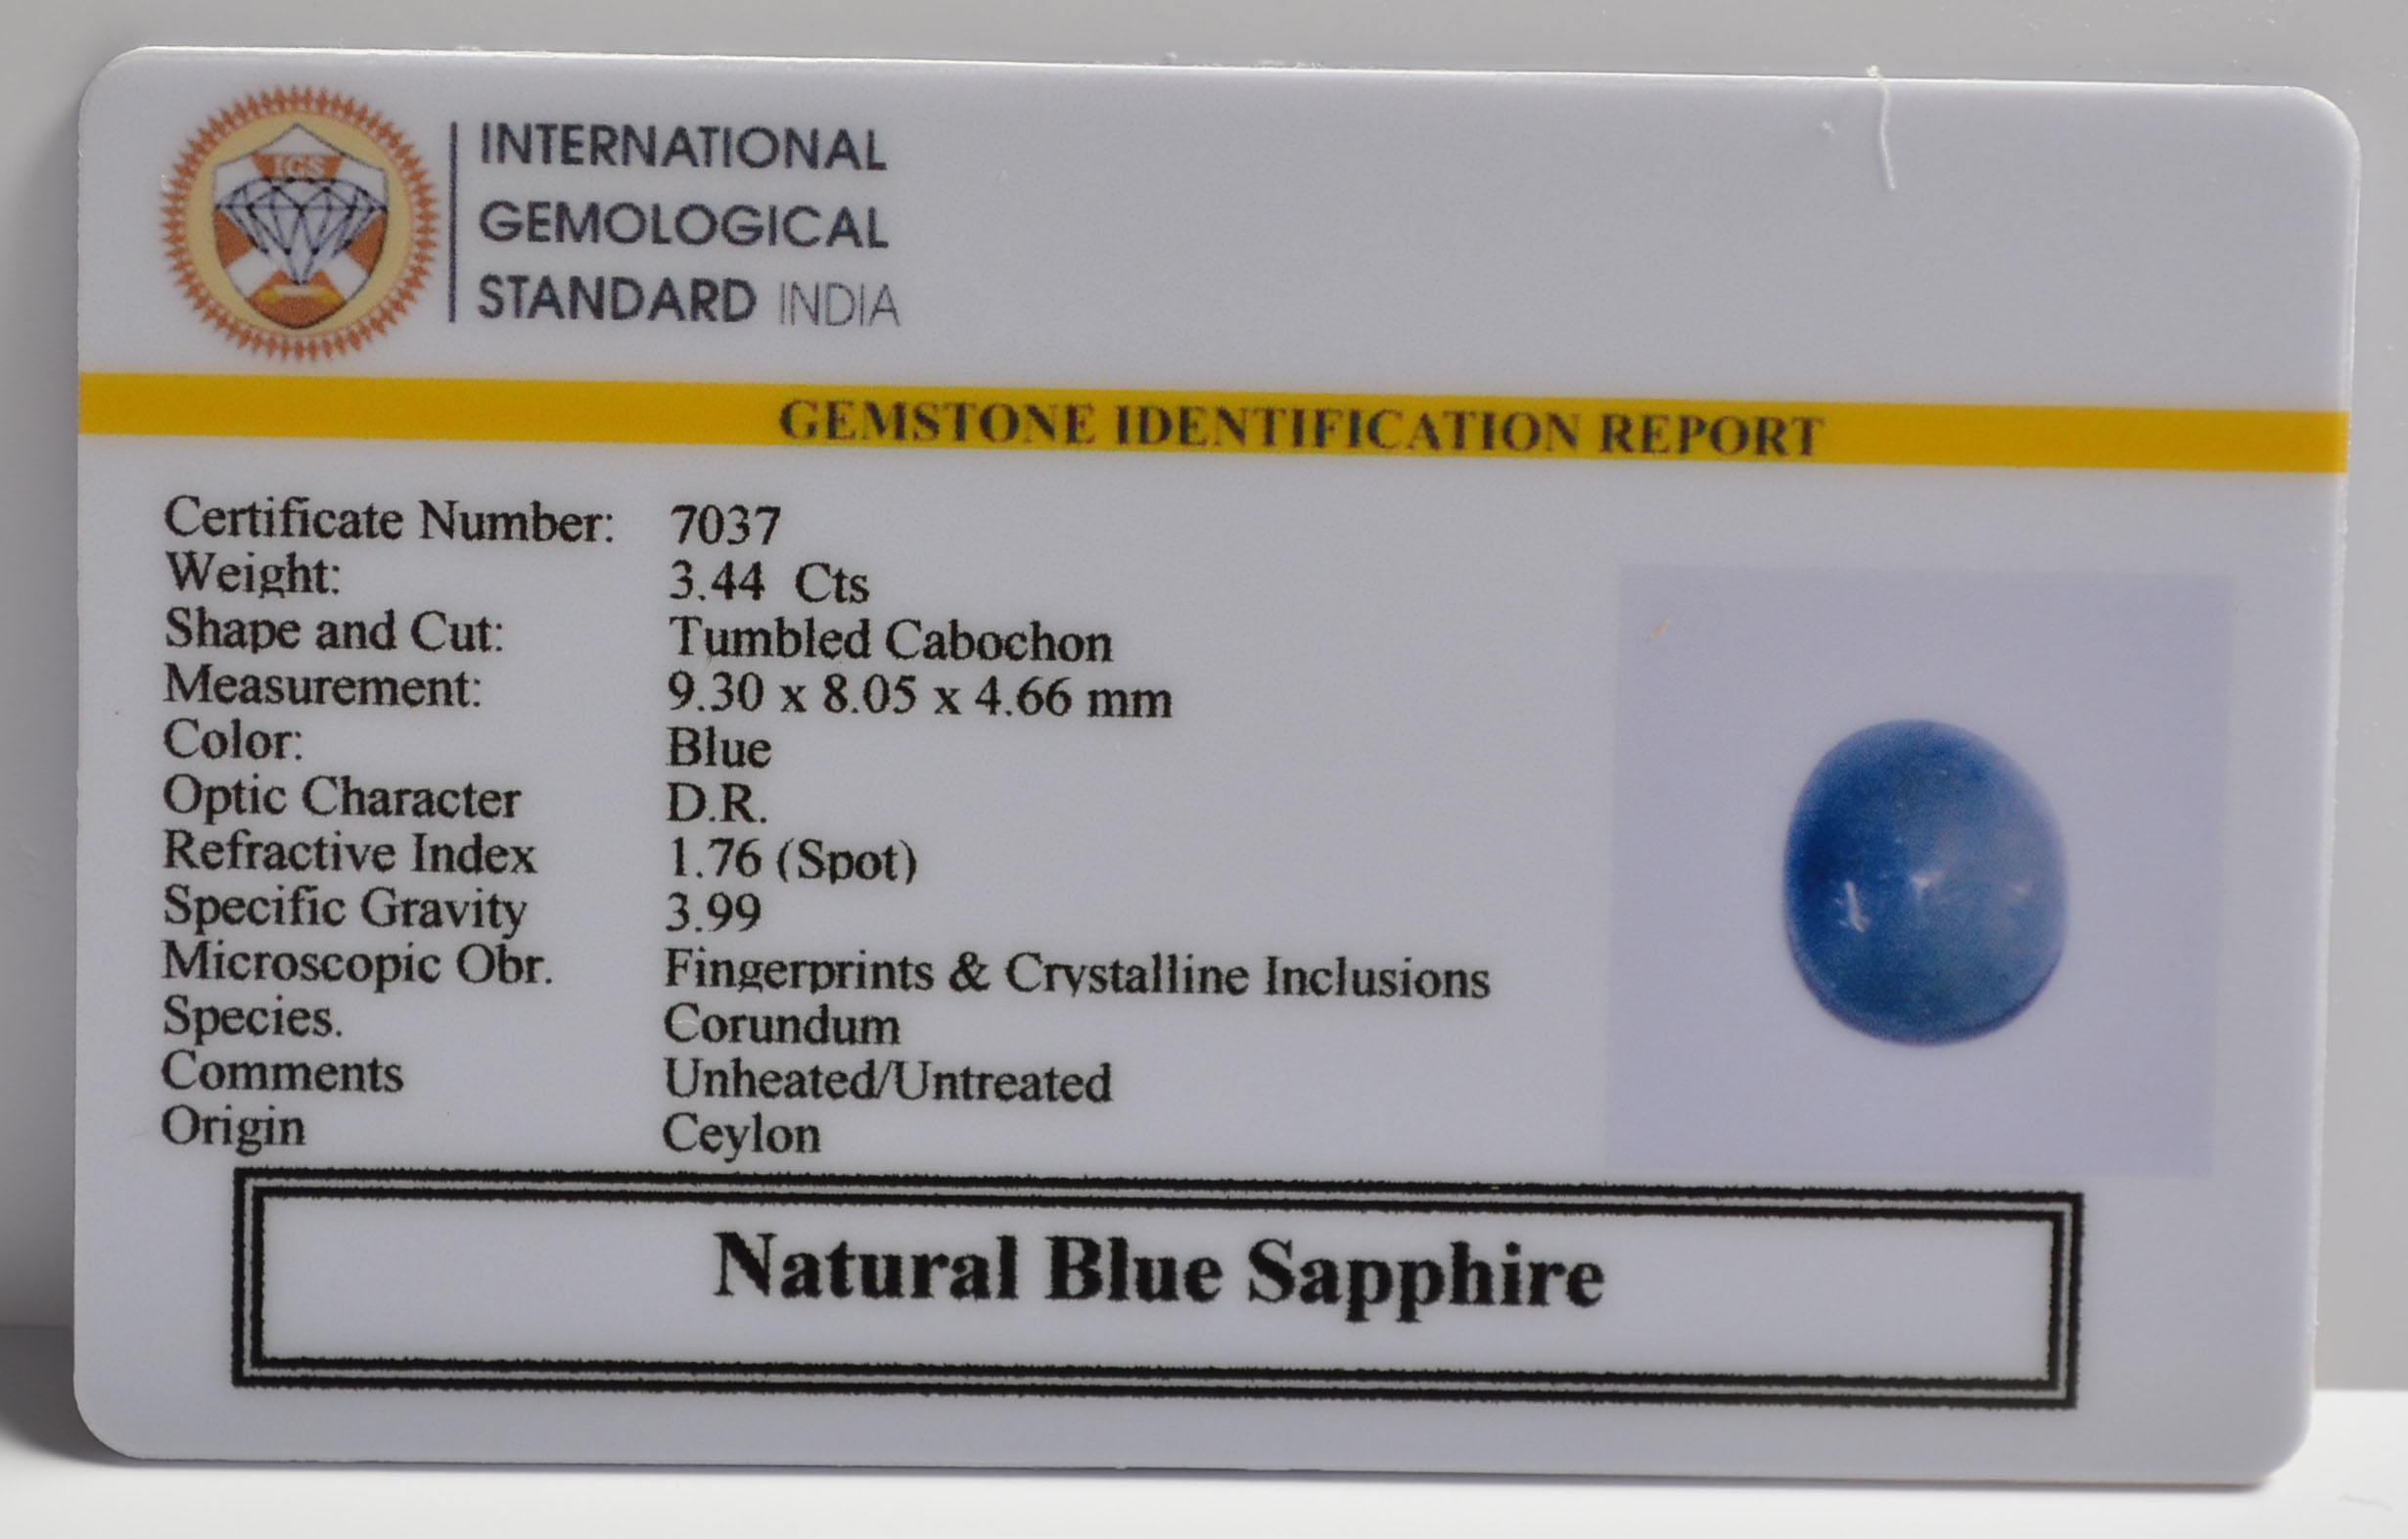 IGS
INTERNATIONAL
GEMOLOGICAL
STANDARD INDIA
GEMSTONE IDENTIFICATION REPORT
Certificate Number: 7037
Weight: 3.44 Cts
Shape and Cut: Tumbled Cabochon
Measurement: 9.30 x 8.05 x 4.66 mm
Color: Blue
Optic Character D.R.
Refractive Index 1.76 (Spot)
Specific Gravity 3.99
Microscopic Obr. Fingerprints & Crystalline Inclusions
Species. Corundum
Comments Unheated/Untreated
Origin Ceylon
Natural Blue Sapphire